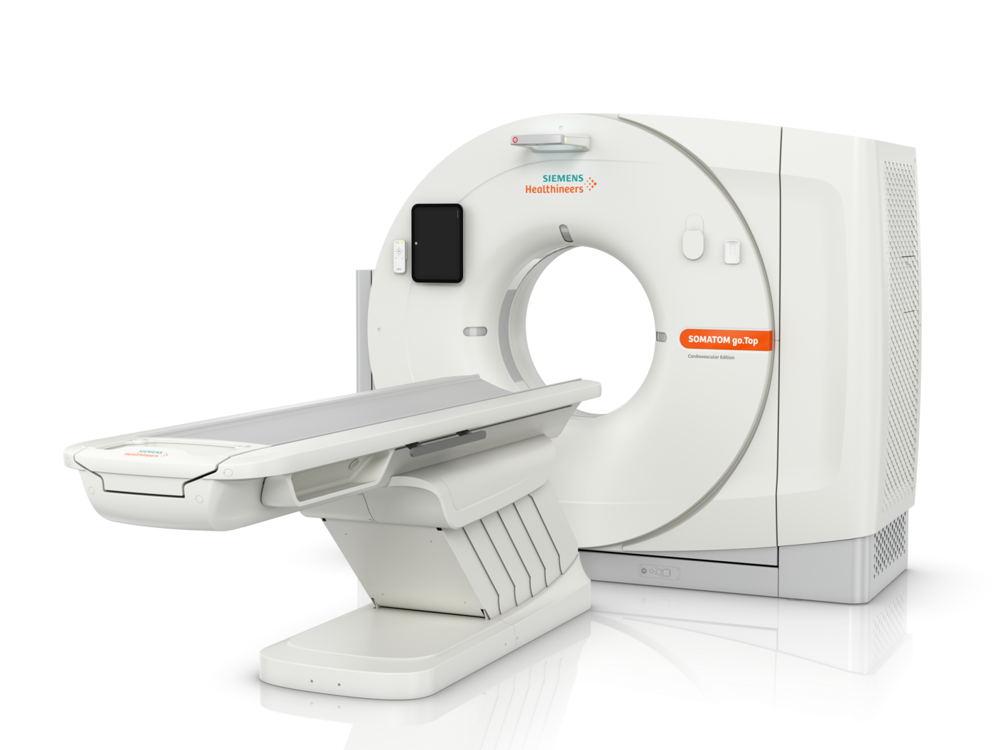 SIEMENS
Healthineers
SOMATOM go.Top
Cardiovascular Edition
SIEMENS
Healthineers